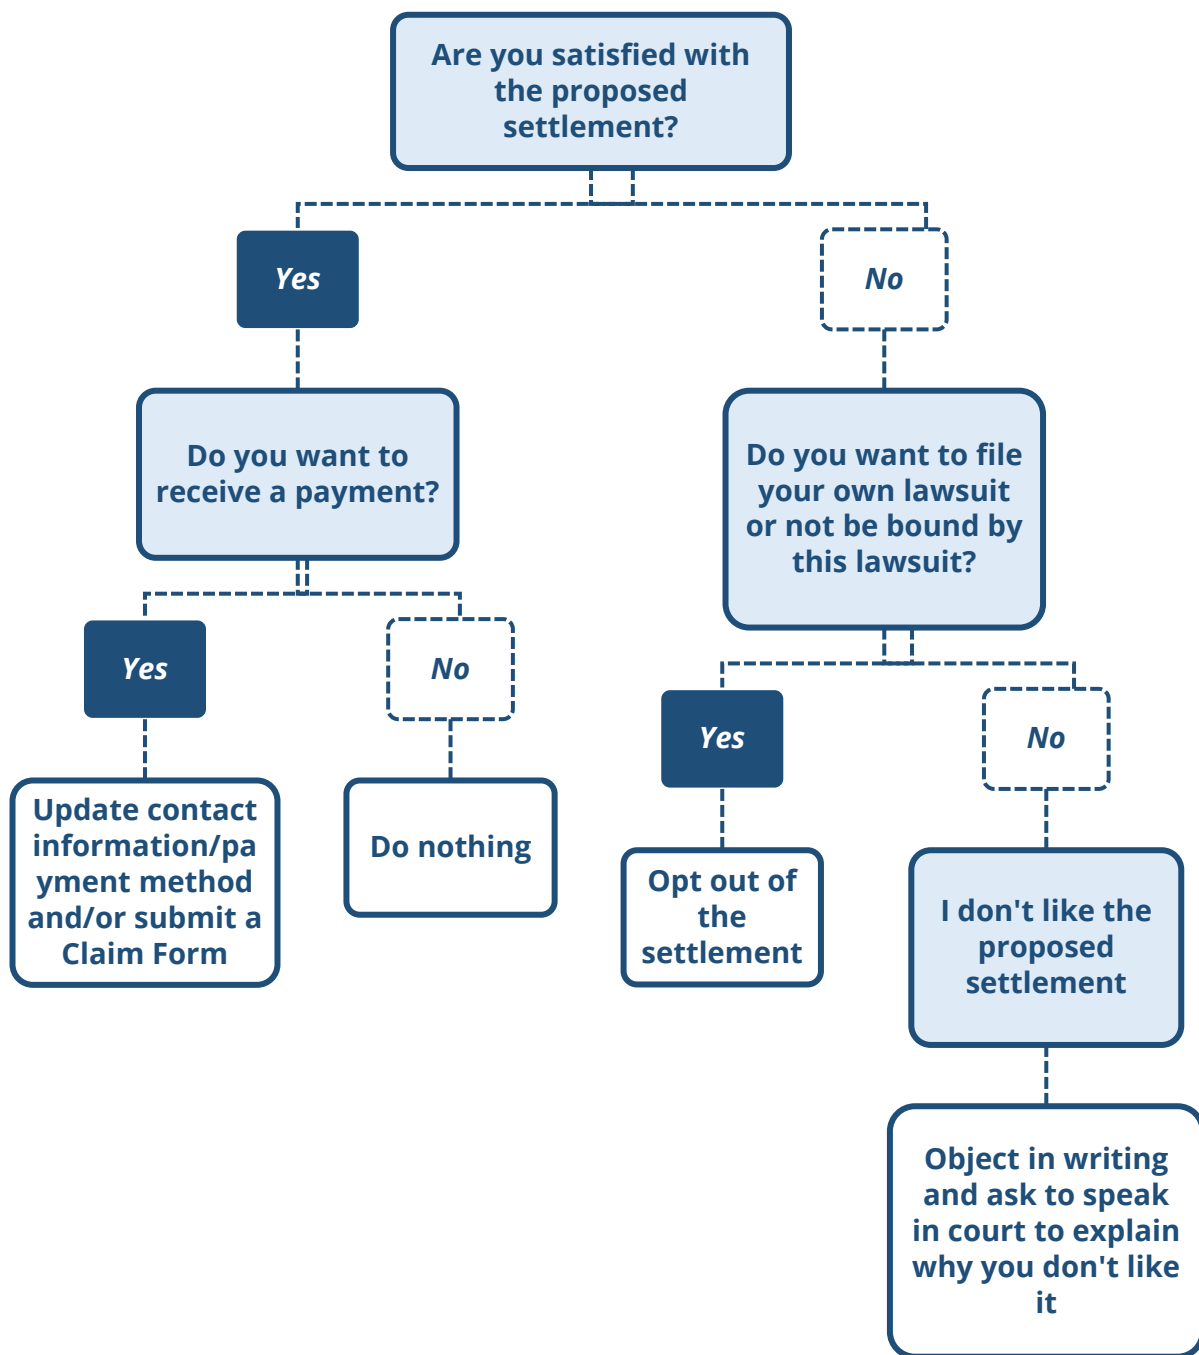 Are you satisfied with
the proposed
settlement?
Yes
No
Do you want to
receive a payment?
Do you want to file
your own lawsuit
or not be bound by
this lawsuit?
Yes
No
Yes
No
Update contact
information/pa
yment method
and/or submit a
Claim Form
Do nothing
Opt out of
the
settlement
I don't like the
proposed
settlement
Object in writing
and ask to speak
in court to explain
why you don't like
it